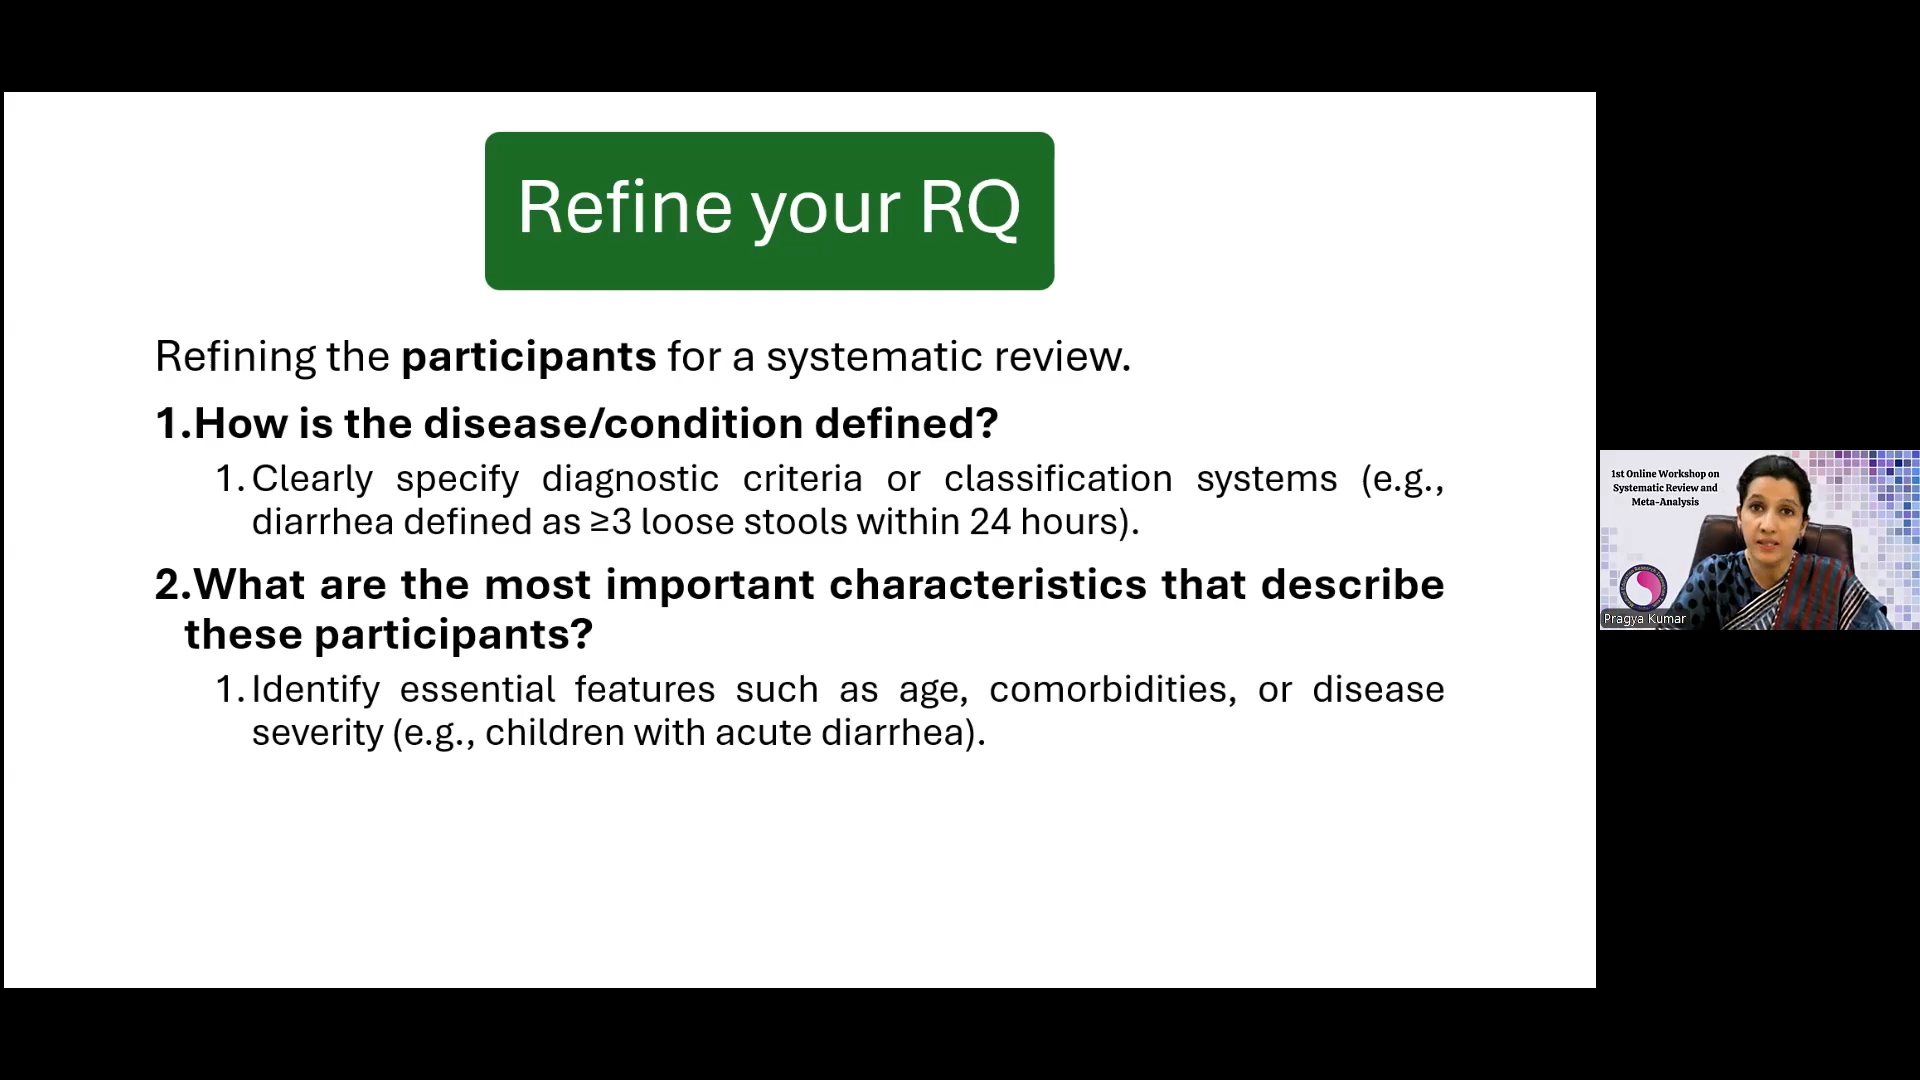 Refine your RQ
Refining the participants for a systematic review.
1.How is the disease/condition defined?
1. Clearly specify diagnostic criteria or classification systems (e.g.,
diarrhea defined as ≥3 loose stools within 24 hours).
2.What are the most important characteristics that describe
these participants?
1. Identify essential features such as age, comorbidities, or disease
severity (e.g., children with acute diarrhea).
1st Online Workshop on
Systematic Review and
Meta-Analysis
Pragya Kumar